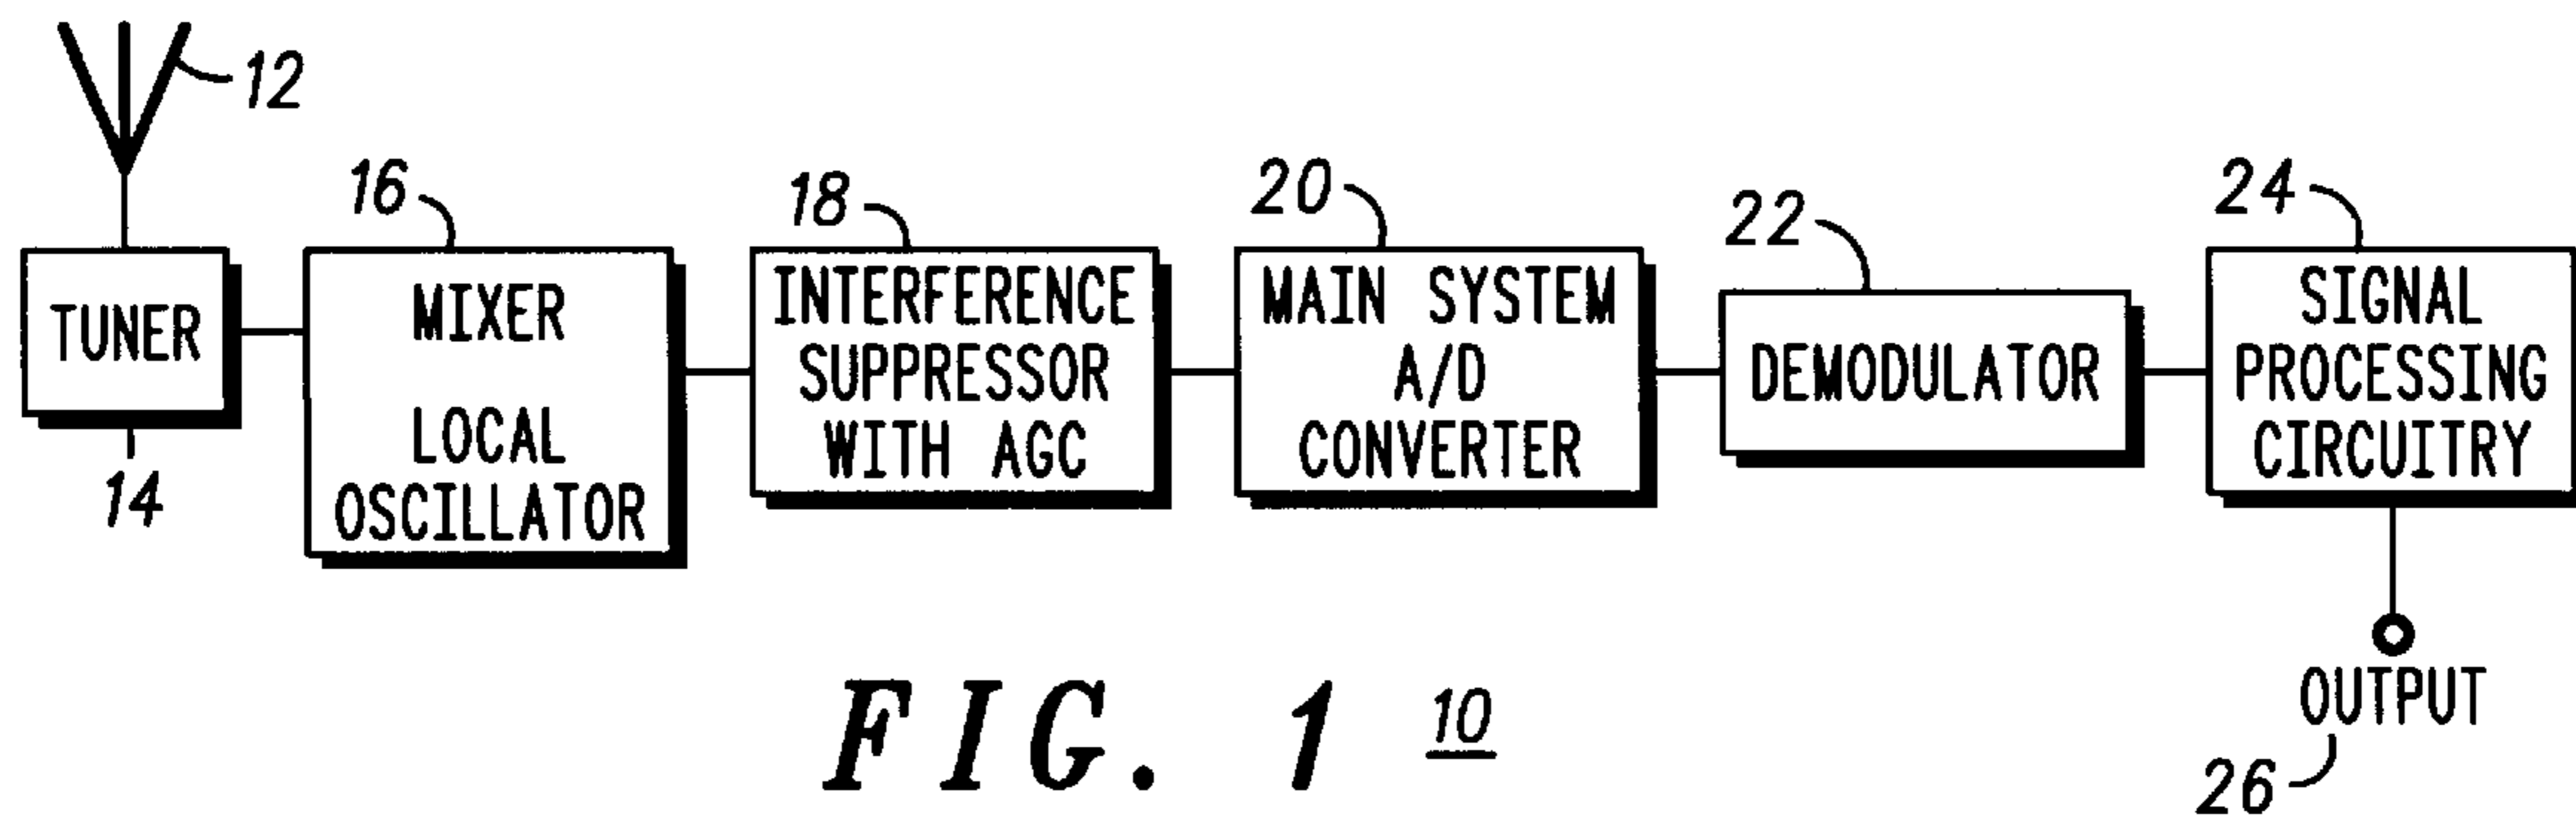 12
16
18
20
22
24
TUNER
14
MIXER
LOCAL
OSCILLATOR
INTERFERENCE
SUPPRESSOR
WITH AGC
MAIN SYSTEM
A/D
CONVERTER
DEMODULATOR
SIGNAL
PROCESSING
CIRCUITRY
OUTPUT
26
FIG. 1 10